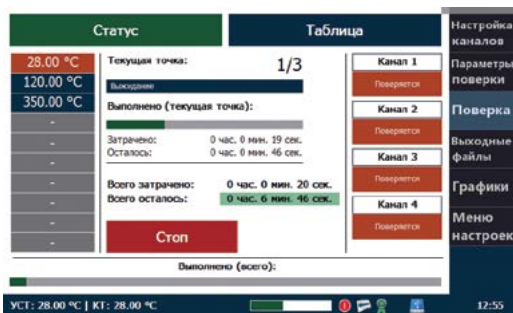 Статус
Таблица
28.00 °C
120.00 °C
350.00 °C
-
-
-
-
-
-
-
Текущая точка:
1/3
Выжидание
Выполнено (текущая точка):
Затрачено: 0 час. 0 мин. 19 сек.
Осталось: 0 час. 0 мин. 46 сек.
Всего затрачено: 0 час. 0 мин. 20 сек.
Всего осталось: 0 час. 6 мин. 46 сек.
Стоп
Канал 1
Поверяется
Канал 2
Поверяется
Канал 3
Поверяется
Канал 4
Поверяется
Выполнено (всего):
Настройка
каналов
Параметры
поверки
Поверка
Выходные
файлы
Графики
Меню
настроек
УСТ: 28.00 °C | КТ: 28.00 °C
12:55